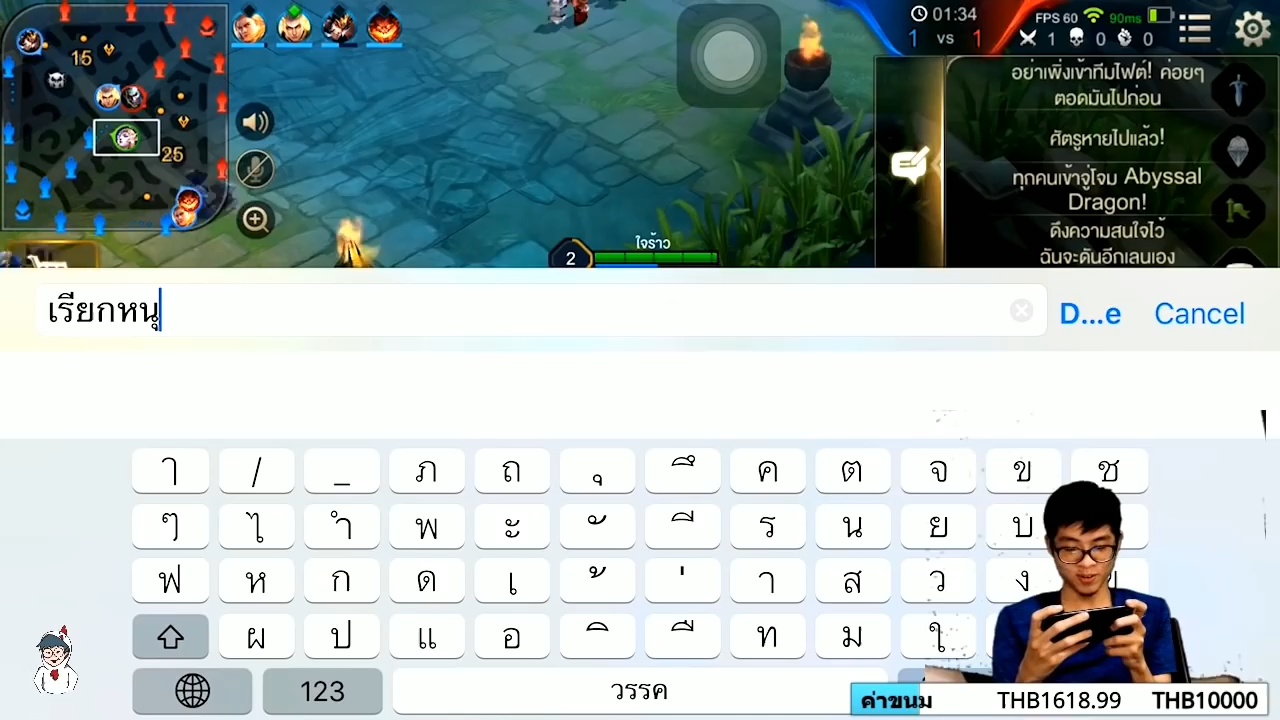 01:34
FPS 60
90ms
1 vs 1
1 0 0
15
25
อย่าเพิ่งเข้าทีมไฟต์! ค่อยๆ
ตอดมันไปก่อน
ศัตรูหายไปแล้ว!
ทุกคนเข้าจู่โจม Abyssal
Dragon!
ดึงความสนใจไว้
ฉันจะดันอีกเลนเอง
ใจร้าว
2
เรียกหนุ
D...e
Cancel
ๅ / _ ภ ถ ุ ึ ค ต จ ข ช
ๆ ไ ำ พ ะ ั ี ร น ย บ
ฟ ห ก ด เ ้ ่ า ส ว ง
ผ ป แ อ ิ ื ท ม ใ
123
วรรค
ค่าขนม THB1618.99 THB10000